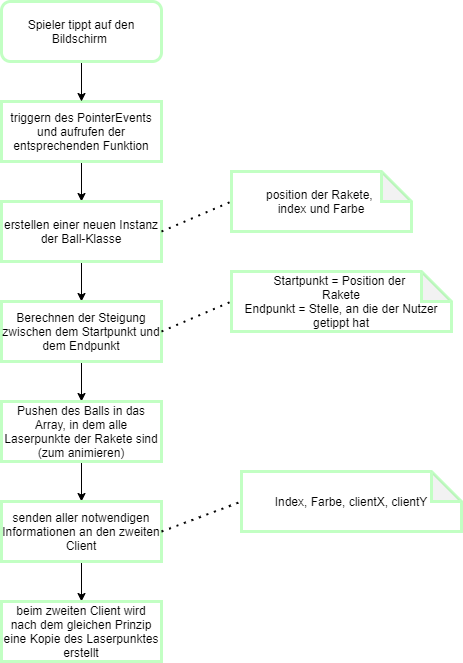 Spieler tippt auf den
Bildschirm
triggern des PointerEvents
und aufrufen der
entsprechenden Funktion
erstellen einer neuen Instanz
der Ball-Klasse
position der Rakete,
index und Farbe
Berechnen der Steigung
zwischen dem Startpunkt und
dem Endpunkt
Startpunkt = Position der
Rakete
Endpunkt = Stelle, an die der Nutzer
getippt hat
Pushen des Balls in das
Array, in dem alle
Laserpunkte der Rakete sind
(zum animieren)
senden aller notwendigen
Informationen an den zweiten
Client
Index, Farbe, clientX, clientY
beim zweiten Client wird
nach dem gleichen Prinzip
eine Kopie des Laserpunktes
erstellt